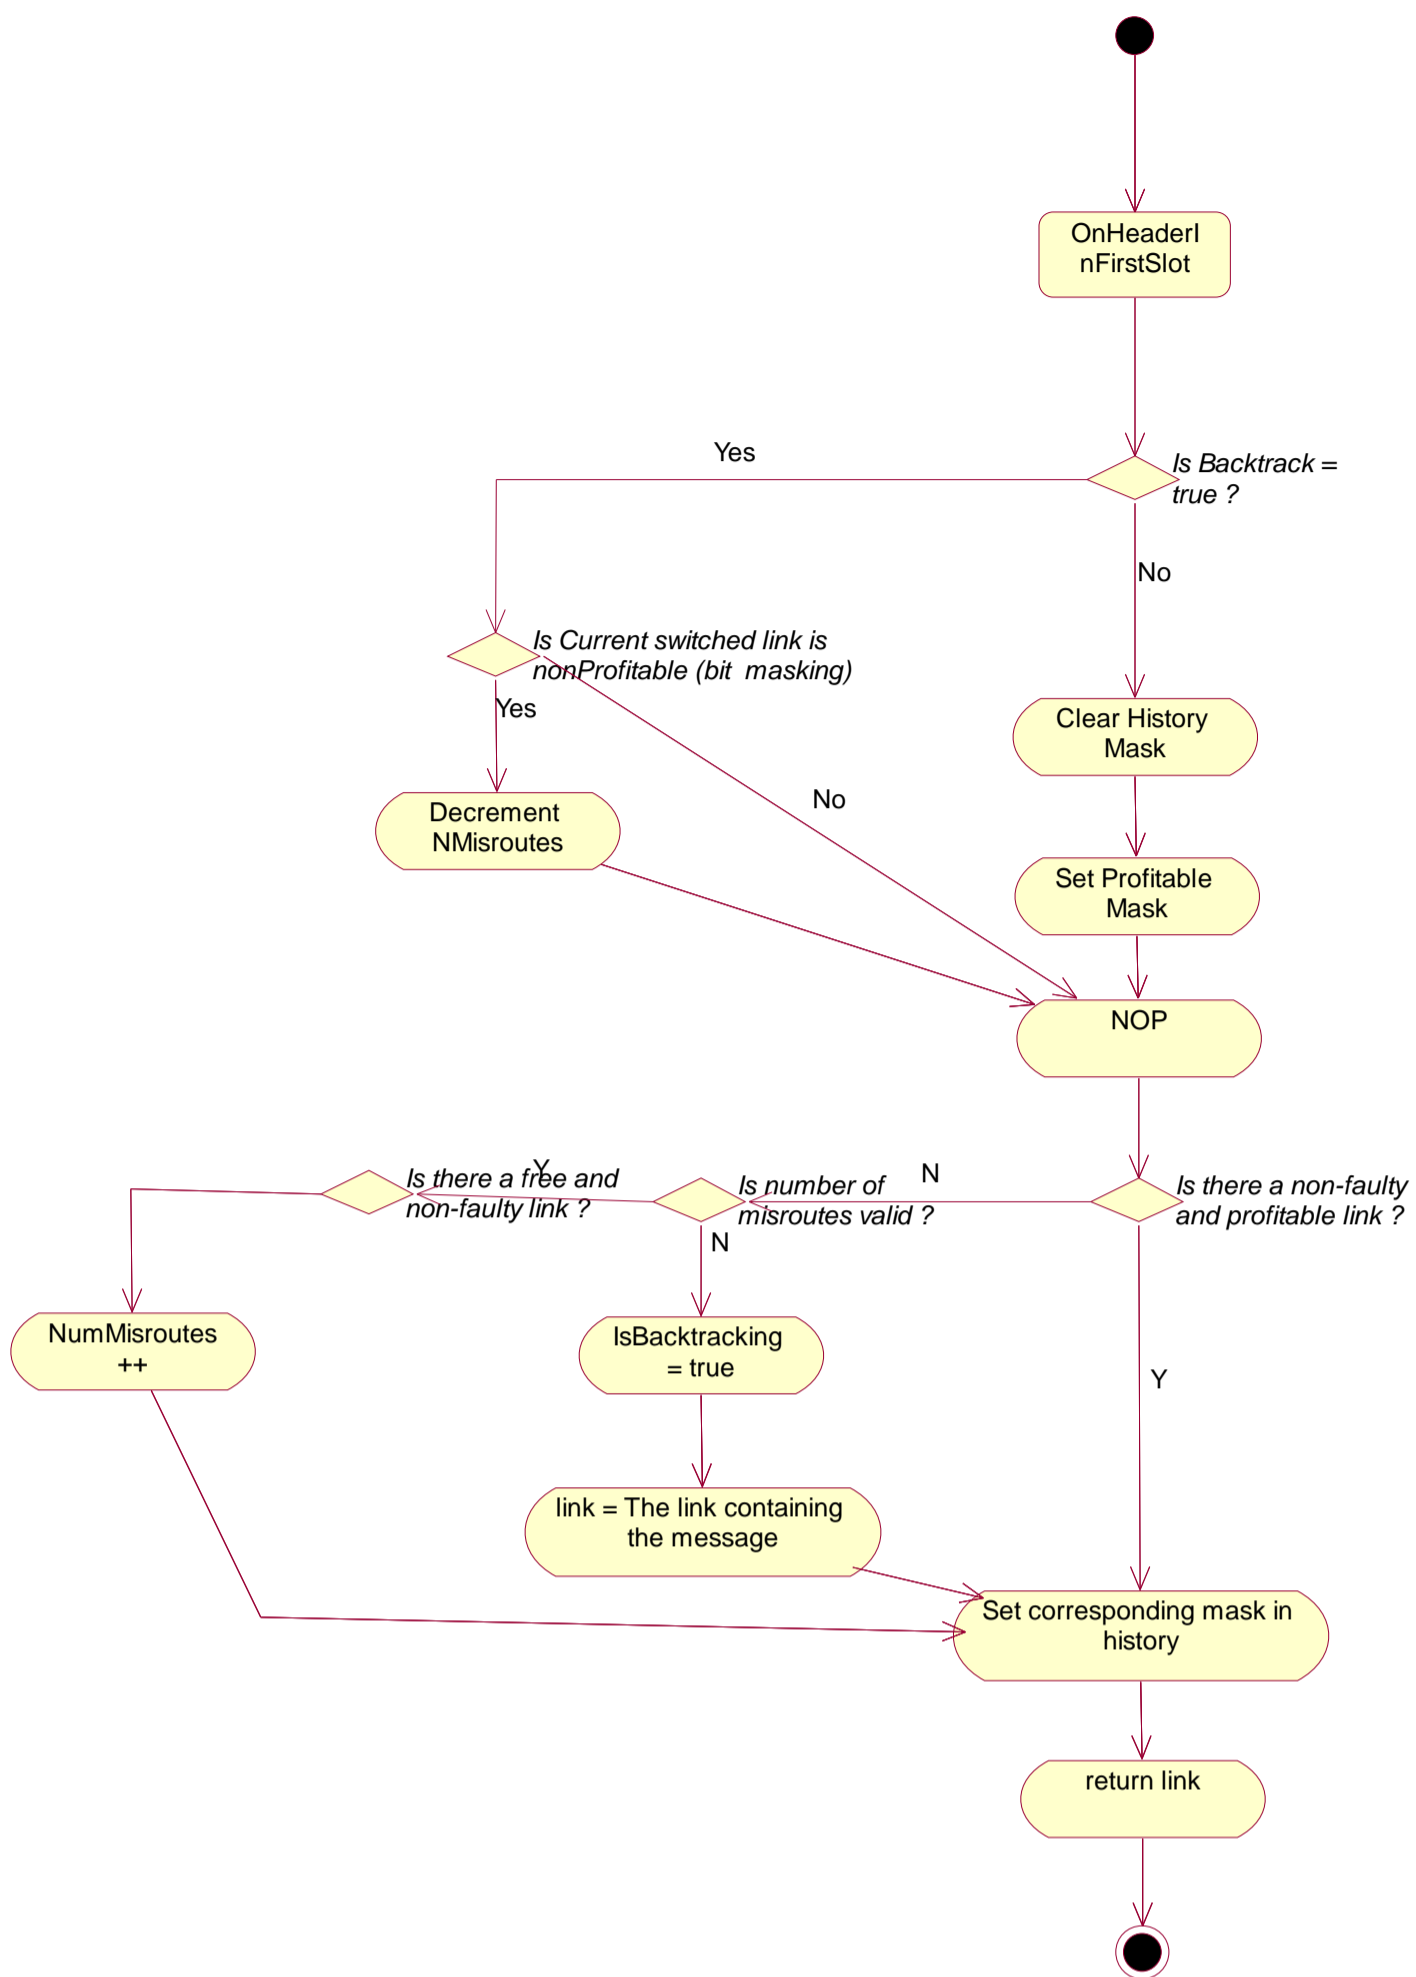 OnHeaderI
nFirstSlot
Yes
Is Backtrack =
true ?
No
Is Current switched link is
nonProfitable (bit  masking)
Yes
Clear History
Mask
No
Decrement
NMisroutes
Set Profitable
Mask
NOP
Y
Is there a free and
non-faulty link ?
N
Is number of
misroutes valid ?
Is there a non-faulty
and profitable link ?
N
NumMisroutes
++
IsBacktracking
= true
Y
link = The link containing
the message
Set corresponding mask in
history
return link